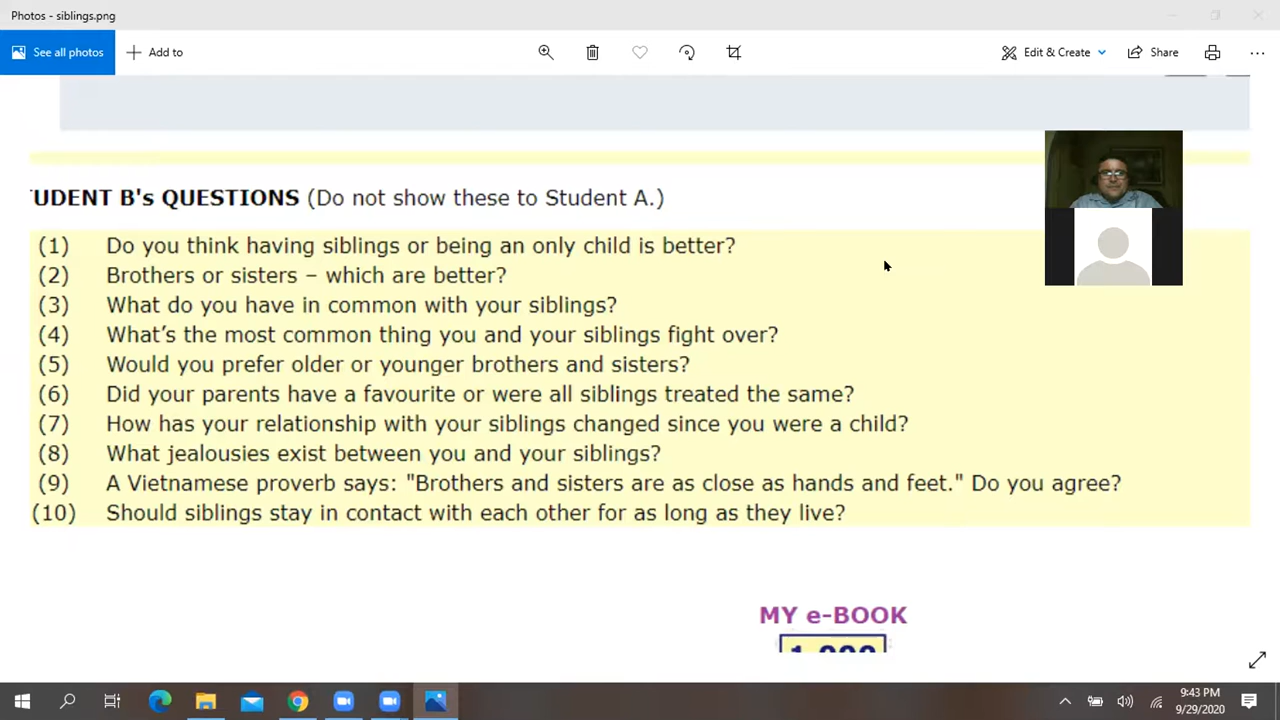 Photos - siblings.png
See all photos
Add to
Edit & Create
Share
UDENT B's QUESTIONS (Do not show these to Student A.)
(1) Do you think having siblings or being an only child is better?
(2) Brothers or sisters – which are better?
(3) What do you have in common with your siblings?
(4) What's the most common thing you and your siblings fight over?
(5) Would you prefer older or younger brothers and sisters?
(6) Did your parents have a favourite or were all siblings treated the same?
(7) How has your relationship with your siblings changed since you were a child?
(8) What jealousies exist between you and your siblings?
(9) A Vietnamese proverb says: "Brothers and sisters are as close as hands and feet." Do you agree?
(10) Should siblings stay in contact with each other for as long as they live?
MY e-BOOK
1,000
9:43 PM
9/29/2020